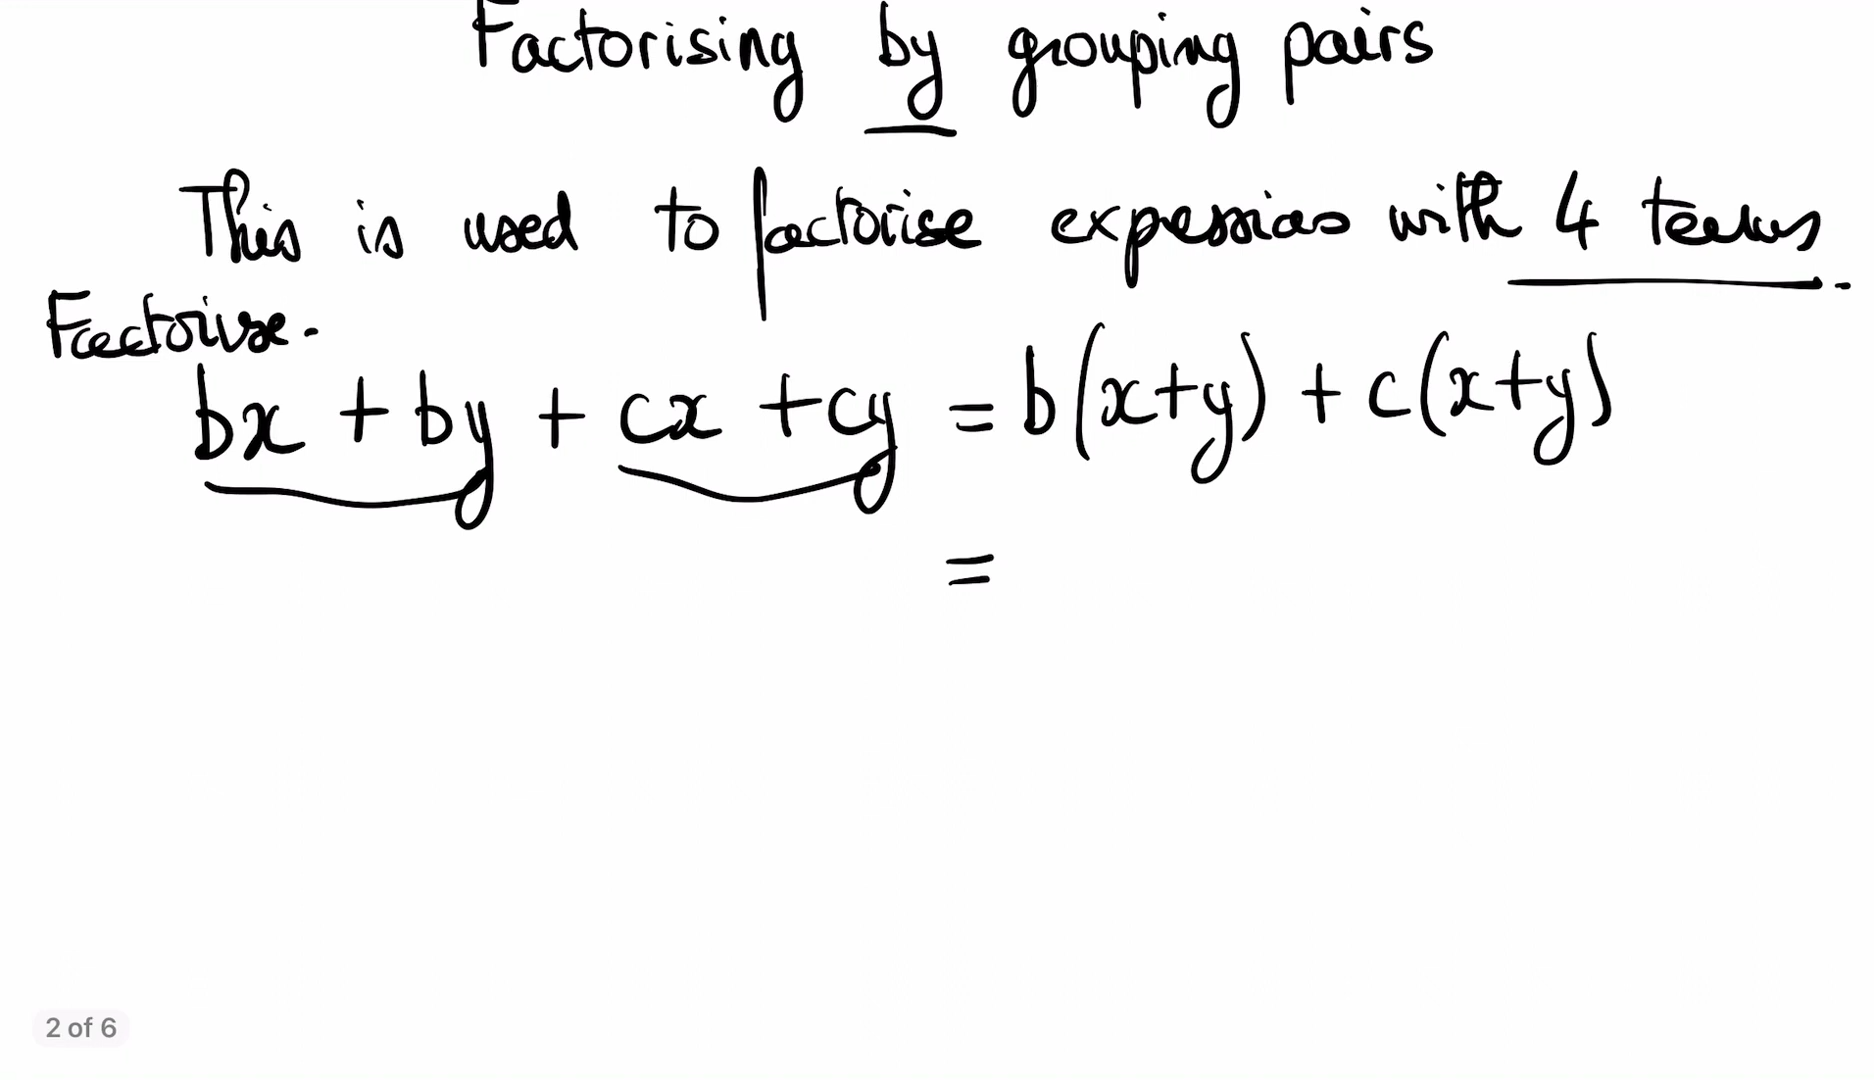 Factorising by grouping pairs
This is used to factorise expessios with 4 terms.
Factorise.
bx + by + cx + cy = b(x+y) + c(x+y)
=
2 of 6